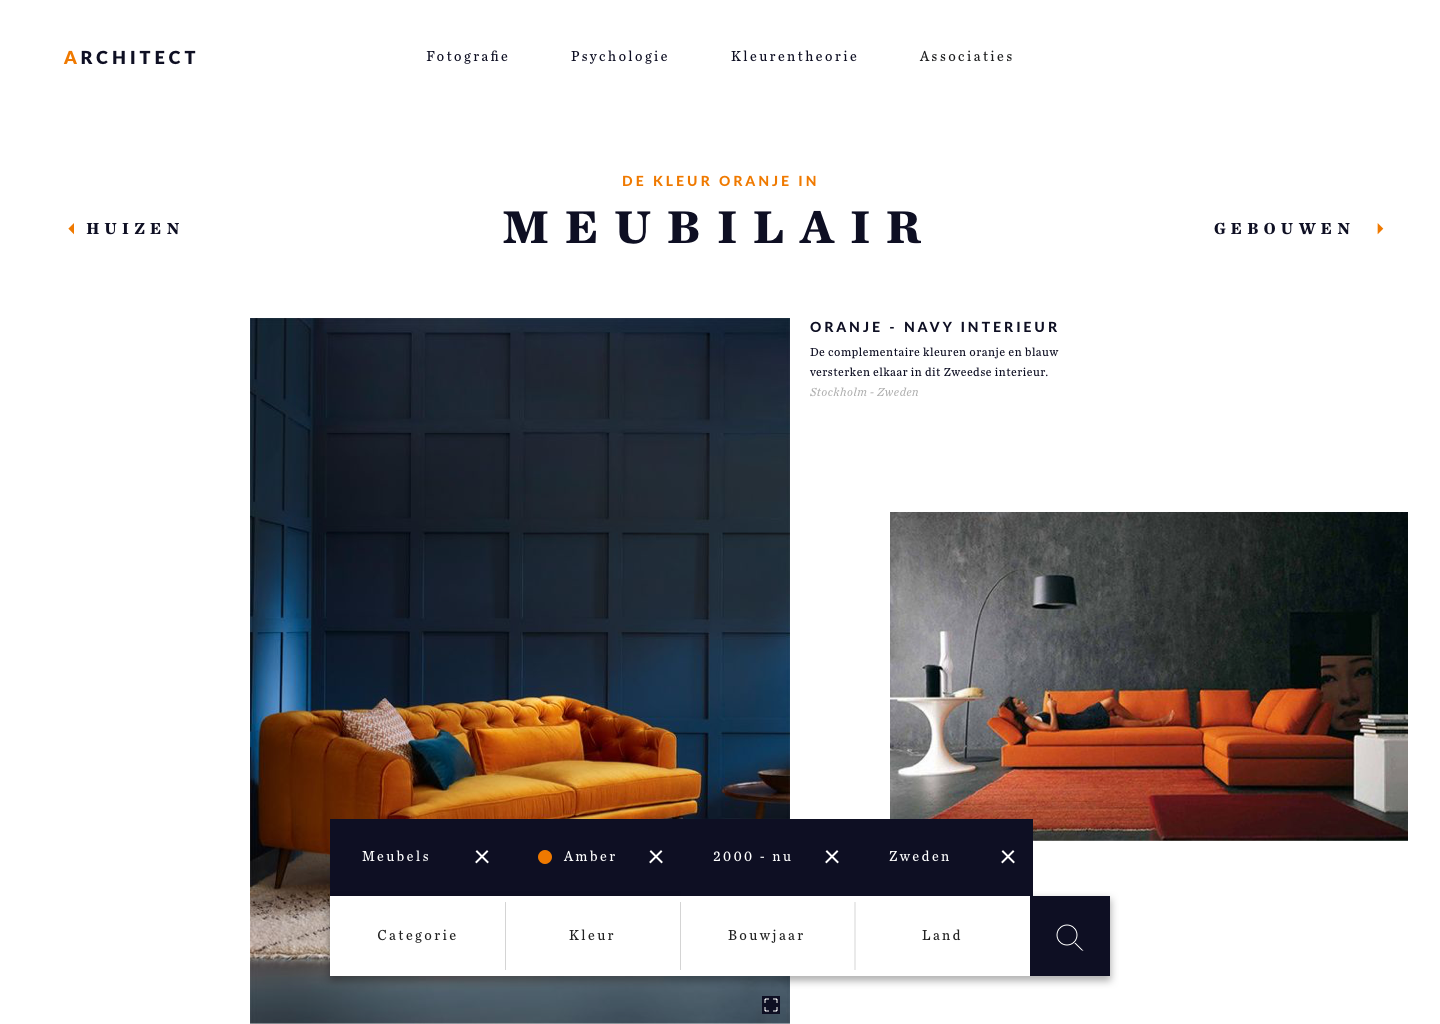 ARCHITECT
Fotografie
Psychologie
Kleurentheorie
Associaties
DE KLEUR ORANJE IN
HUIZEN
MEUBILAIR
GEBOUWEN
ORANJE - NAVY INTERIEUR
De complementaire kleuren oranje en blauw
versterken elkaar in dit Zweedse interieur.
Stockholm - Zweden
Meubels
Amber
2000 - nu
Zweden
Categorie
Kleur
Bouwjaar
Land